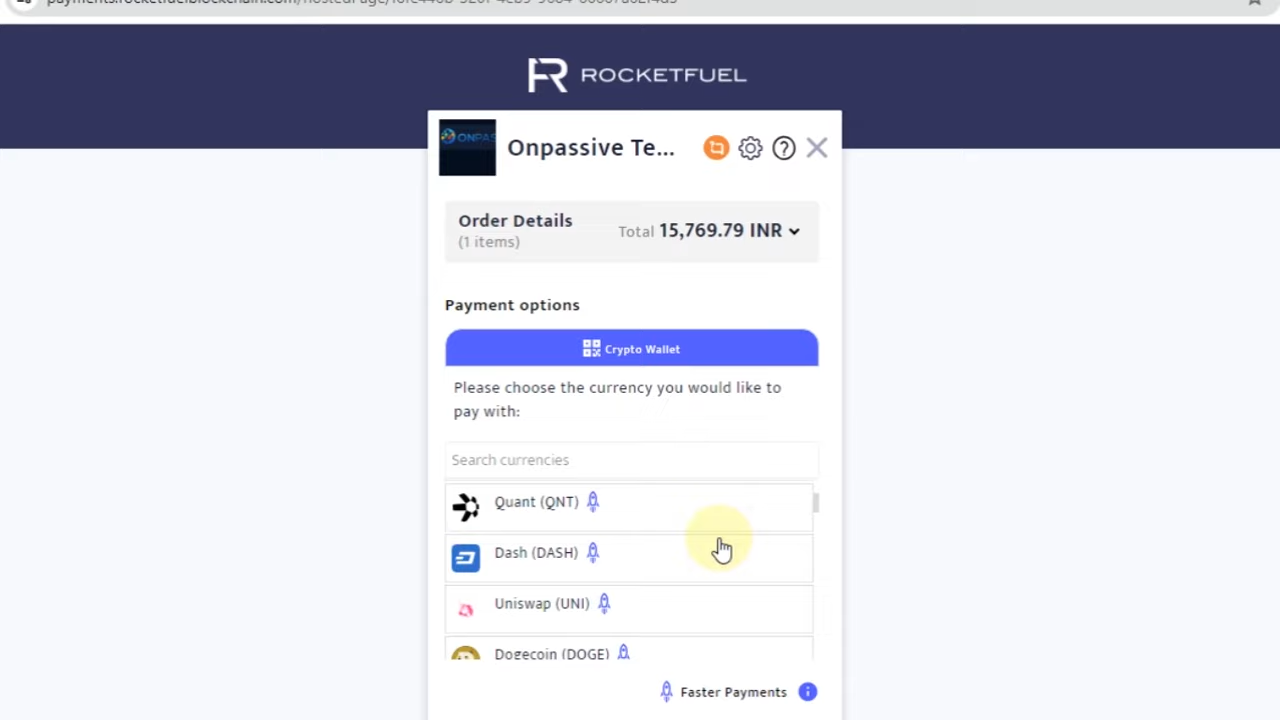 ROCKETFUEL
ONPAS
Onpassive Te...
Order Details
Total 15,769.79 INR
(1 items)
Payment options
Crypto Wallet
Please choose the currency you would like to
pay with:
Search currencies
Quant (QNT)
Dash (DASH)
Uniswap (UNI)
Dogecoin (DOGE)
Faster Payments